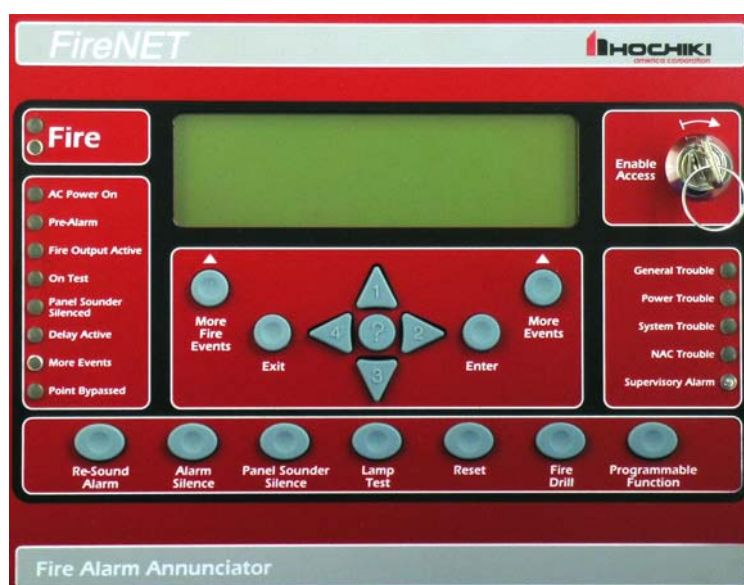 FireNET
HOCHIKI
america corporation
Fire
Enable
Access
AC Power On
Pre-Alarm
Fire Output Active
On Test
Panel Sounder
Silenced
Delay Active
More Events
Point Bypassed
More
Fire
Events
Exit
1
4
?
2
3
Enter
More
Events
General Trouble
Power Trouble
System Trouble
NAC Trouble
Supervisory Alarm
Re-Sound
Alarm
Alarm
Silence
Panel Sounder
Silence
Lamp
Test
Reset
Fire
Drill
Programmable
Function
Fire Alarm Annunciator